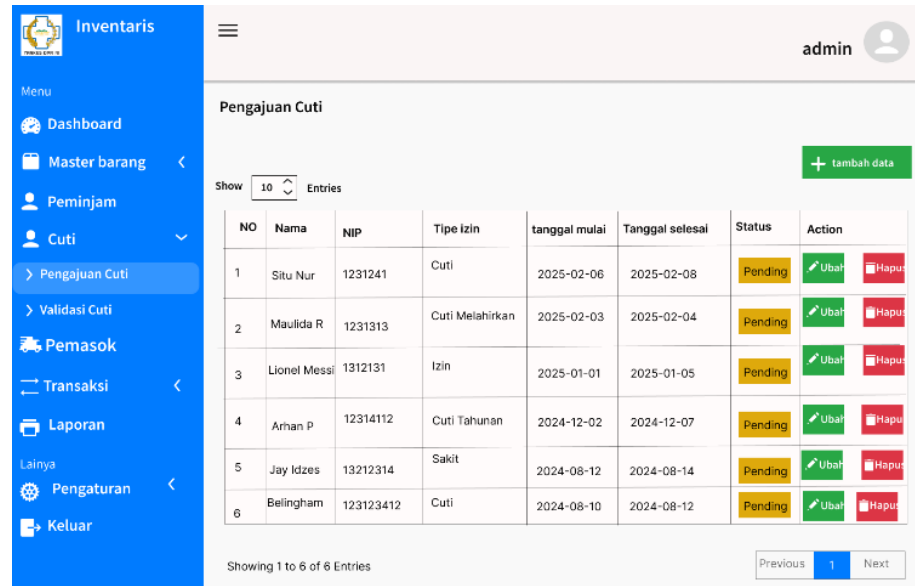 Inventaris
admin
Menu
Dashboard
Master barang
Peminjam
Cuti
Pengajuan Cuti
Validasi Cuti
Pemasok
Transaksi
Laporan
Lainya
Pengaturan
Keluar
Pengajuan Cuti
+ tambah data
Show 10 Entries
NO Nama NIP Tipe izin tanggal mulai Tanggal selesai Status Action
1 Situ Nur 1231241 Cuti 2025-02-06 2025-02-08 Pending Ubah Hapus
2 Maulida R 1231313 Cuti Melahirkan 2025-02-03 2025-02-04 Pending Ubah Hapus
3 Lionel Messi 1312131 Izin 2025-01-01 2025-01-05 Pending Ubah Hapus
4 Arhan P 12314112 Cuti Tahunan 2024-12-02 2024-12-07 Pending Ubah Hapu
5 Jay Idzes 13212314 Sakit 2024-08-12 2024-08-14 Pending Ubah Hapus
6 Belingham 123123412 Cuti 2024-08-10 2024-08-12 Pending Ubah Hapus
Showing 1 to 6 of 6 Entries
Previous 1 Next